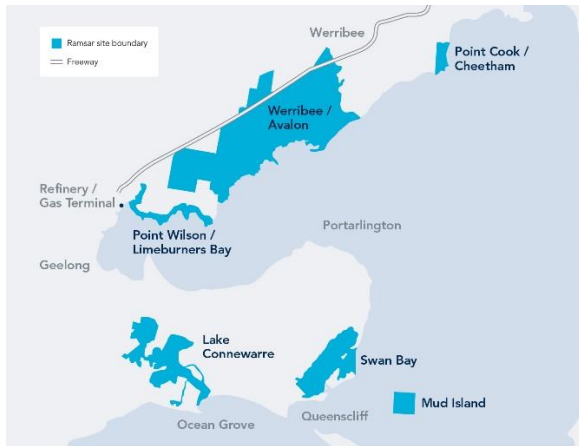 Ramsar site boundary
Freeway
Werribee
Point Cook /
Cheetham
Werribee /
Avalon
Refinery /
Gas Terminal
Point Wilson /
Limeburners Bay
Portarlington
Geelong
Lake
Connewarre
Swan Bay
Mud Island
Queenscliff
Ocean Grove